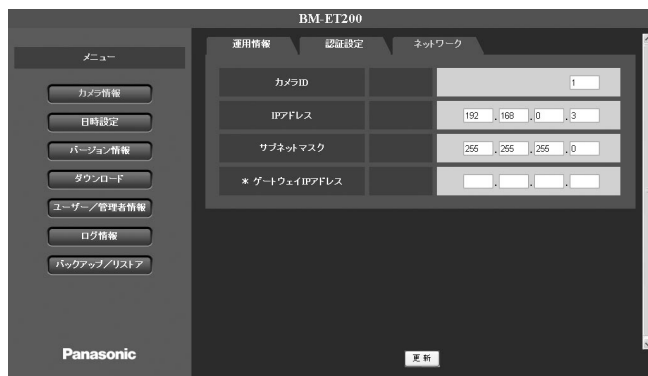 BM-ET200
メニュー
カメラ情報
日時設定
バージョン情報
ダウンロード
ユーザー／管理者情報
ログ情報
バックアップ／リストア
Panasonic
運用情報 認証設定 ネットワーク
カメラID 1
IPアドレス 192 . 168 . 0 . 3
サブネットマスク 255 . 255 . 255 . 0
* ゲートウェイIPアドレス . . .
更新